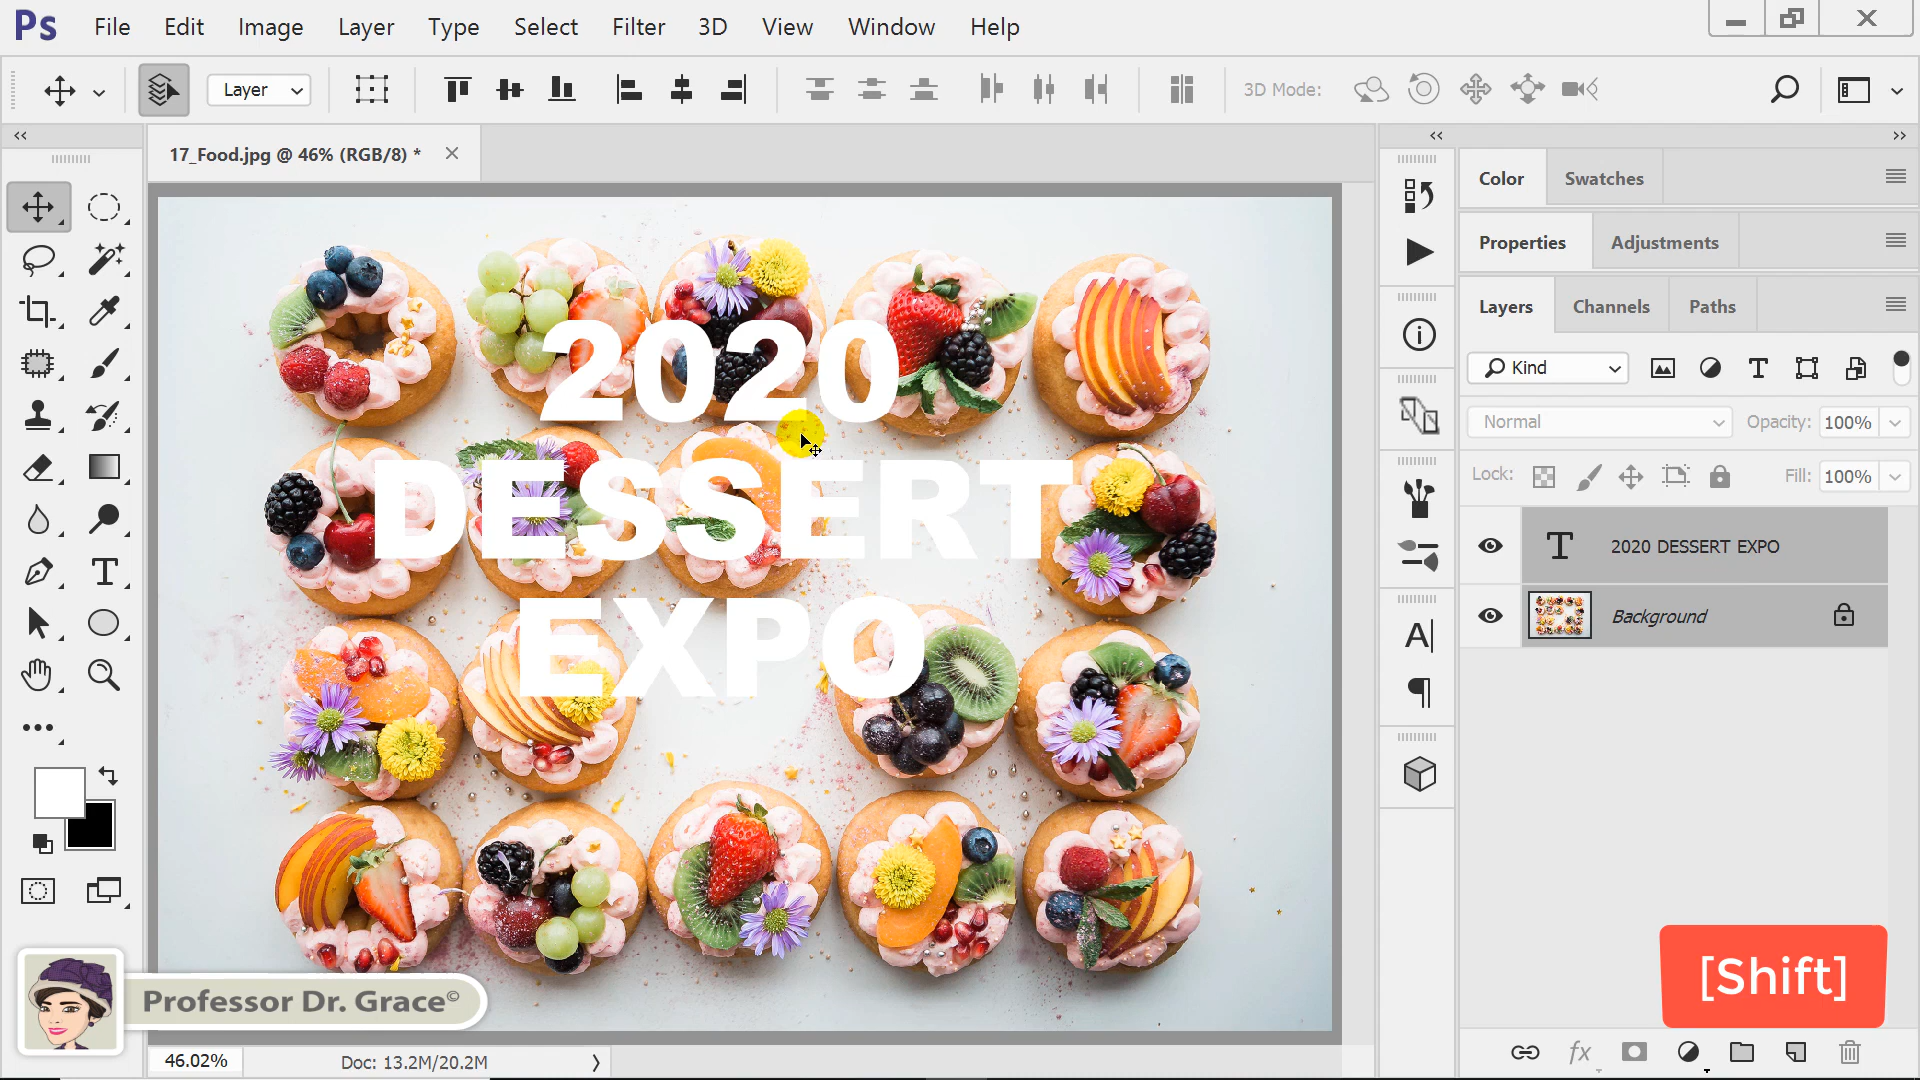 Ps File Edit Image Layer Type Select Filter 3D View Window Help
Layer 3D Mode:
17_Food.jpg @ 46% (RGB/8) *
2020
DESSERT
EXPO
Color Swatches
Properties Adjustments
Layers Channels Paths
Kind
Normal Opacity: 100%
Lock: Fill: 100%
T 2020 DESSERT EXPO
Background
[Shift]
Professor Dr. Grace©
46.02% Doc: 13.2M/20.2M
fx